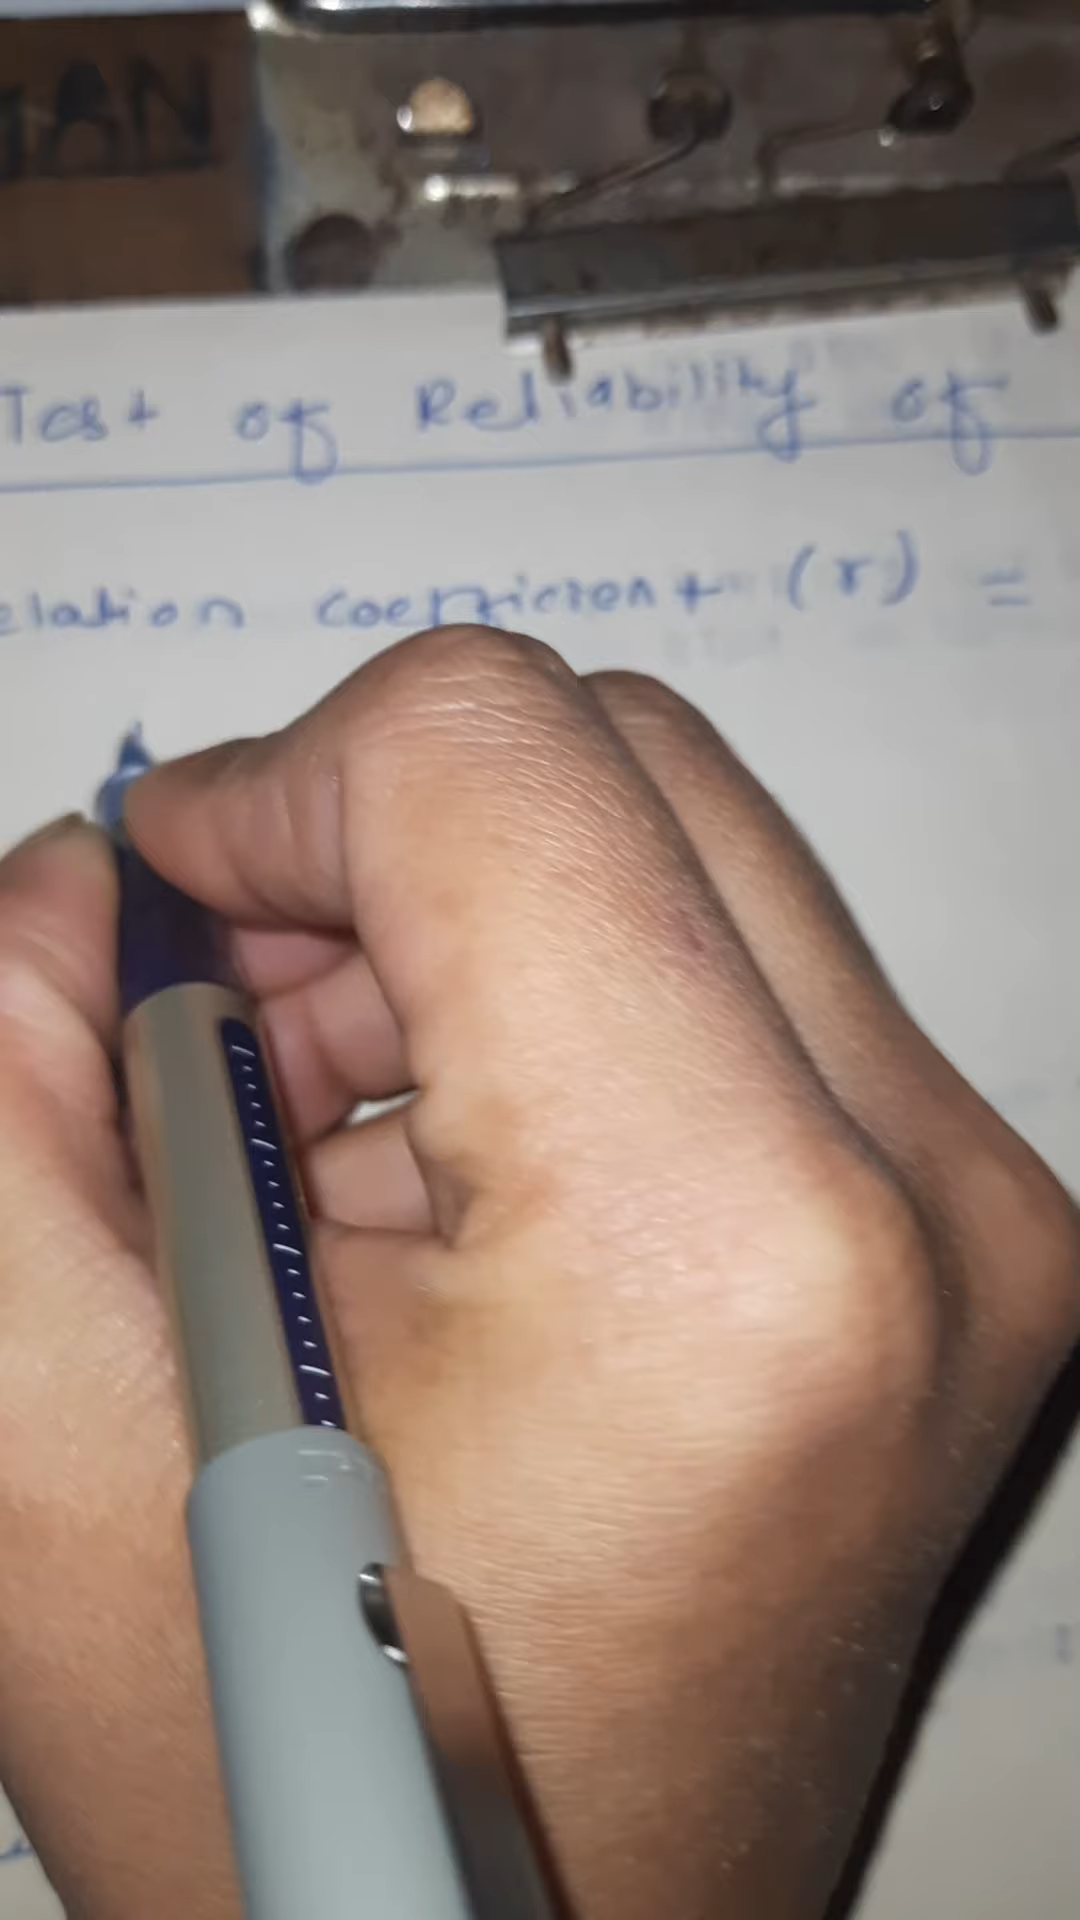 Test of Reliability of
elation coefficient (r) =